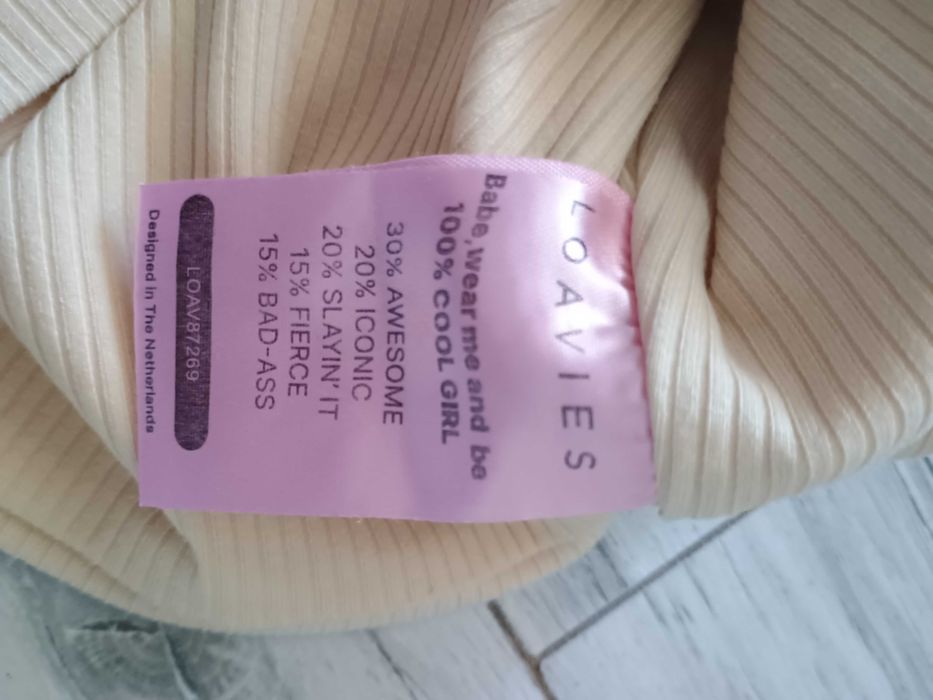 LOAVIES
Babe, wear me and be
100% COOL GIRL
30% AWESOME
20% ICONIC
20% SLAYIN' IT
15% FIERCE
15% BAD-ASS
LOAV87269
Designed in The Netherlands